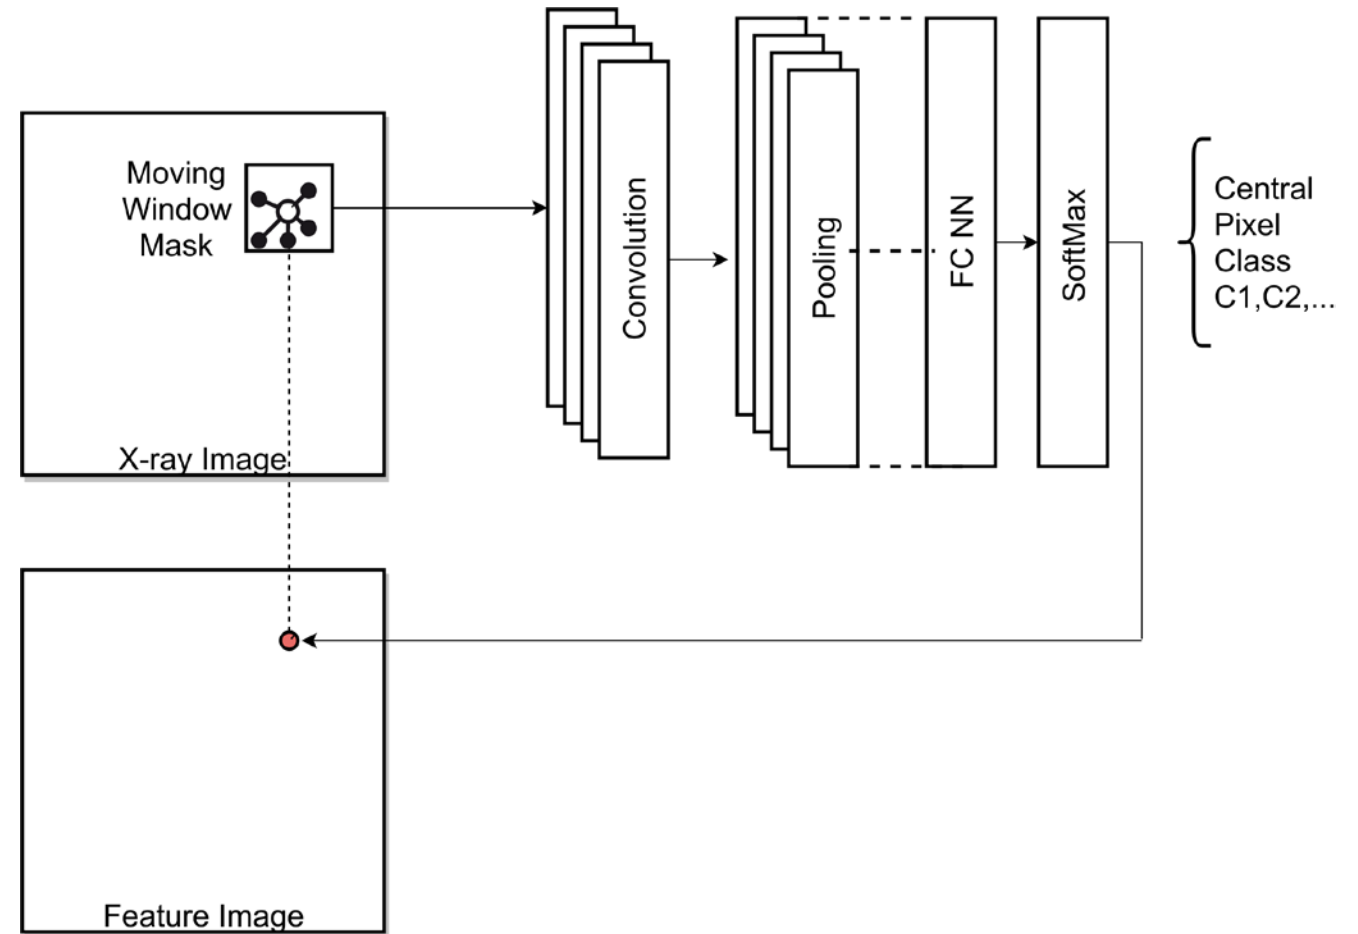 Moving
Window
Mask
X-ray Image
Convolution
Pooling
FC NN
SoftMax
Central
Pixel
Class
C1,C2,...
Feature Image